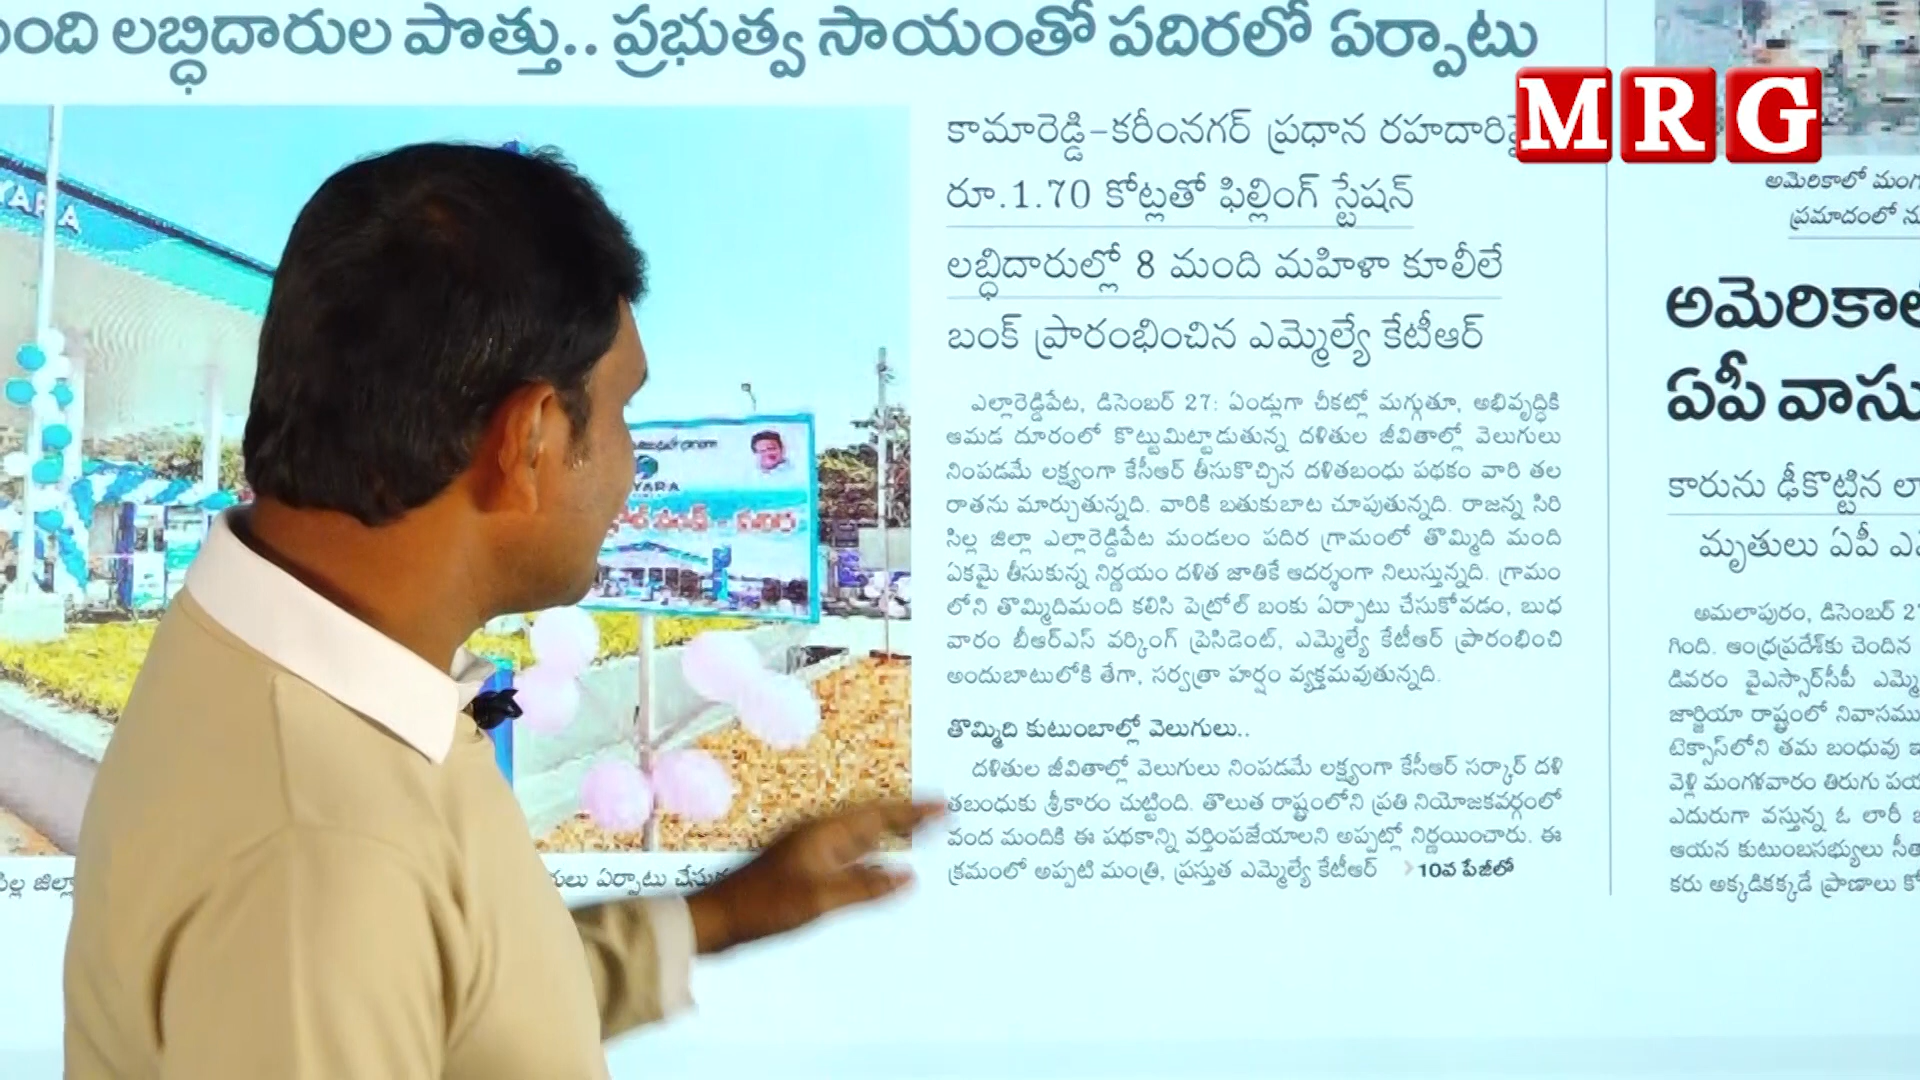 మంది లబ్ధిదారుల పొత్తు.. ప్రభుత్వ సాయంతో పదిరలో ఏర్పాటు
MRG
కామారెడ్డి-కరీంనగర్ ప్రధాన రహదారిపై
రూ.1.70 కోట్లతో ఫిల్లింగ్ స్టేషన్
లబ్ధిదారుల్లో 8 మంది మహిళా కూలీలే
బంక్ ప్రారంభించిన ఎమ్మెల్యే కేటీఆర్
ఎల్లారెడ్డిపేట, డిసెంబర్ 27: ఏండ్లుగా చీకట్లో మగ్గుతూ, అభివృద్ధికి
ఆమడ దూరంలో కొట్టుమిట్టాడుతున్న దళితుల జీవితాల్లో వెలుగులు
నింపడమే లక్ష్యంగా కేసీఆర్ తీసుకొచ్చిన దళితబంధు పథకం వారి తల
రాతను మార్చుతున్నది. వారికి బతుకుబాట చూపుతున్నది. రాజన్న సిరి
సిల్ల జిల్లా ఎల్లారెడ్డిపేట మండలం పదిర గ్రామంలో తొమ్మిది మంది
ఏకమై తీసుకున్న నిర్ణయం దళిత జాతికే ఆదర్శంగా నిలుస్తున్నది. గ్రామం
లోని తొమ్మిదిమంది కలిసి పెట్రోల్ బంకు ఏర్పాటు చేసుకోవడం, బుధ
వారం బీఆర్ఎస్ వర్కింగ్ ప్రెసిడెంట్, ఎమ్మెల్యే కేటీఆర్ ప్రారంభించి
అందుబాటులోకి తేగా, సర్వత్రా హర్షం వ్యక్తమవుతున్నది.
తొమ్మిది కుటుంబాల్లో వెలుగులు..
దళితుల జీవితాల్లో వెలుగులు నింపడమే లక్ష్యంగా కేసీఆర్ సర్కార్ దళి
తబంధుకు శ్రీకారం చుట్టింది. తొలుత రాష్ట్రంలోని ప్రతి నియోజకవర్గంలో
వంద మందికి ఈ పథకాన్ని వర్తింపజేయాలని అప్పట్లో నిర్ణయించారు. ఈ
క్రమంలో అప్పటి మంత్రి, ప్రస్తుత ఎమ్మెల్యే కేటీఆర్ 10వ పేజీలో
సిల్ల జిల్లా ఏర్పాటు
YARA
అమెరికాలో
ప్రమాదంలో
అమెరికాలో
ఏపీ వాసు
కారును ఢీకొట్టిన
మృతులు ఏపీ
అమలాపురం, డిసెంబర్
గింది. ఆంధ్రప్రదేశ్‌కు చెందిన
డివరం వైఎస్సార్‌సీపీ
జార్జియా రాష్ట్రంలో
టెక్సాస్‌లోని తమ బంధువు
వెళ్లి మంగళవారం తిరుగు
ఎదురుగా వస్తున్న ఓ లారీ
ఆయన కుటుంబసభ్యులు
కరు అక్కడికక్కడే ప్రాణాలు